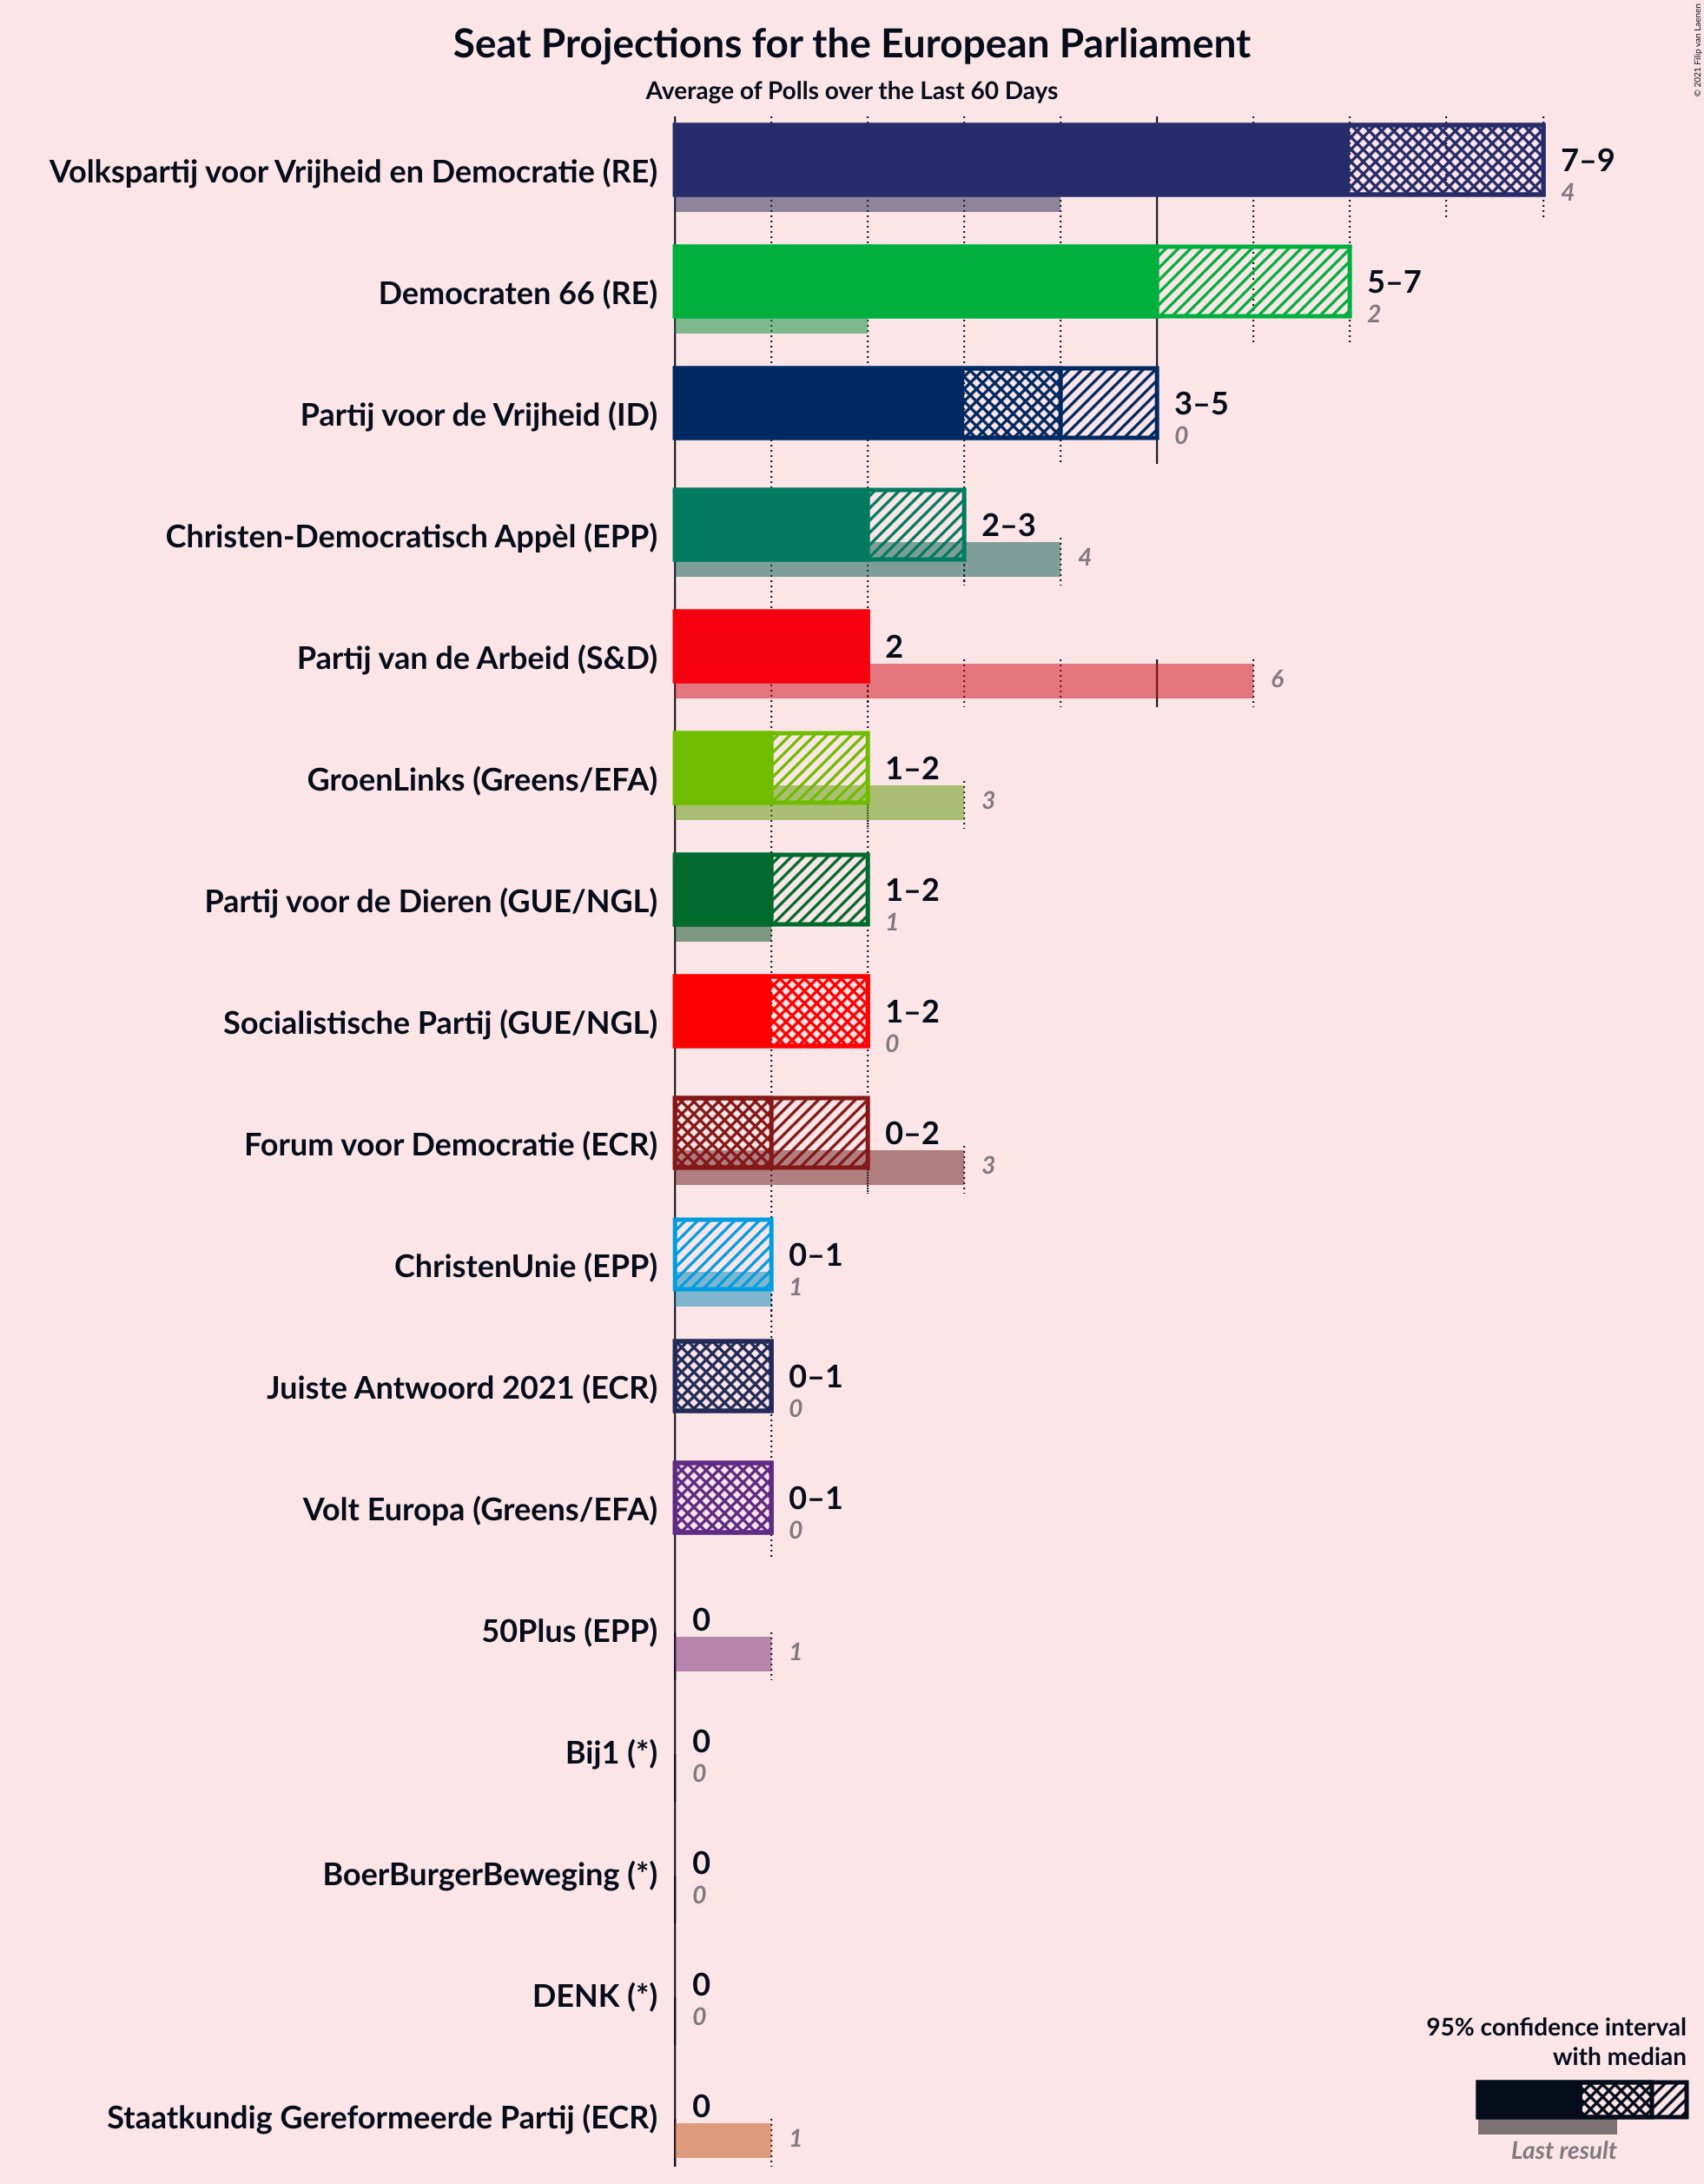 © 2021 Filip van Laenen
Seat Projections for the European Parliament
Average of Polls over the Last 60 Days
Volkspartij voor Vrijheid en Democratie (RE)
7–9
4
Democraten 66 (RE)
5–7
2
Partij voor de Vrijheid (ID)
3–5
0
Christen-Democratisch Appèl (EPP)
2–3
4
Partij van de Arbeid (S&D)
2
6
GroenLinks (Greens/EFA)
1–2
3
Partij voor de Dieren (GUE/NGL)
1–2
1
Socialistische Partij (GUE/NGL)
1–2
0
Forum voor Democratie (ECR)
0–2
3
ChristenUnie (EPP)
0–1
1
Juiste Antwoord 2021 (ECR)
0–1
0
Volt Europa (Greens/EFA)
0–1
0
50Plus (EPP)
0
1
Bij1 (*)
0
0
BoerBurgerBeweging (*)
0
0
DENK (*)
0
0
Staatkundig Gereformeerde Partij (ECR)
0
1
95% confidence interval
with median
Last result